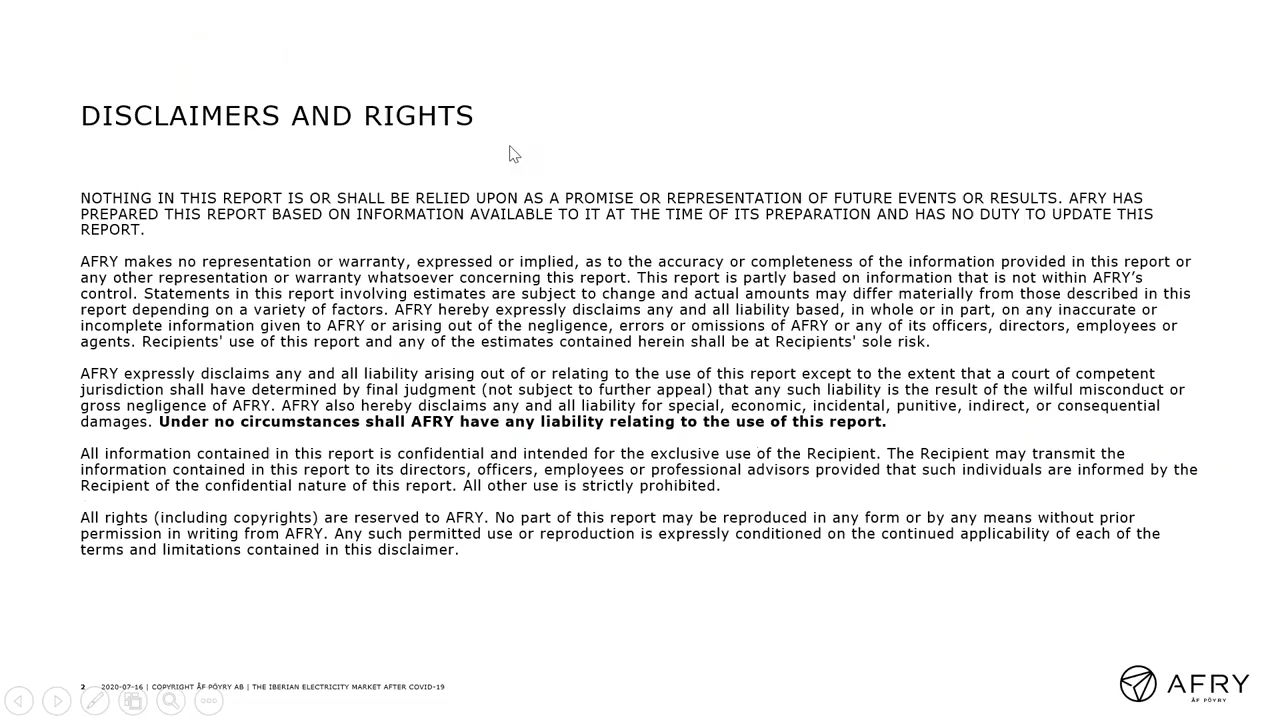 DISCLAIMERS AND RIGHTS
NOTHING IN THIS REPORT IS OR SHALL BE RELIED UPON AS A PROMISE OR REPRESENTATION OF FUTURE EVENTS OR RESULTS. AFRY HAS
PREPARED THIS REPORT BASED ON INFORMATION AVAILABLE TO IT AT THE TIME OF ITS PREPARATION AND HAS NO DUTY TO UPDATE THIS
REPORT.
AFRY makes no representation or warranty, expressed or implied, as to the accuracy or completeness of the information provided in this report or
any other representation or warranty whatsoever concerning this report. This report is partly based on information that is not within AFRY’s
control. Statements in this report involving estimates are subject to change and actual amounts may differ materially from those described in this
report depending on a variety of factors. AFRY hereby expressly disclaims any and all liability based, in whole or in part, on any inaccurate or
incomplete information given to AFRY or arising out of the negligence, errors or omissions of AFRY or any of its officers, directors, employees or
agents. Recipients' use of this report and any of the estimates contained herein shall be at Recipients' sole risk.
AFRY expressly disclaims any and all liability arising out of or relating to the use of this report except to the extent that a court of competent
jurisdiction shall have determined by final judgment (not subject to further appeal) that any such liability is the result of the wilful misconduct or
gross negligence of AFRY. AFRY also hereby disclaims any and all liability for special, economic, incidental, punitive, indirect, or consequential
damages. Under no circumstances shall AFRY have any liability relating to the use of this report.
All information contained in this report is confidential and intended for the exclusive use of the Recipient. The Recipient may transmit the
information contained in this report to its directors, officers, employees or professional advisors provided that such individuals are informed by the
Recipient of the confidential nature of this report. All other use is strictly prohibited.
All rights (including copyrights) are reserved to AFRY. No part of this report may be reproduced in any form or by any means without prior
permission in writing from AFRY. Any such permitted use or reproduction is expressly conditioned on the continued applicability of each of the
terms and limitations contained in this disclaimer.
2 2020-07-16 | COPYRIGHT ÅF PÖYRY AB | THE IBERIAN ELECTRICITY MARKET AFTER COVID-19
AFRY
ÅF PÖYRY